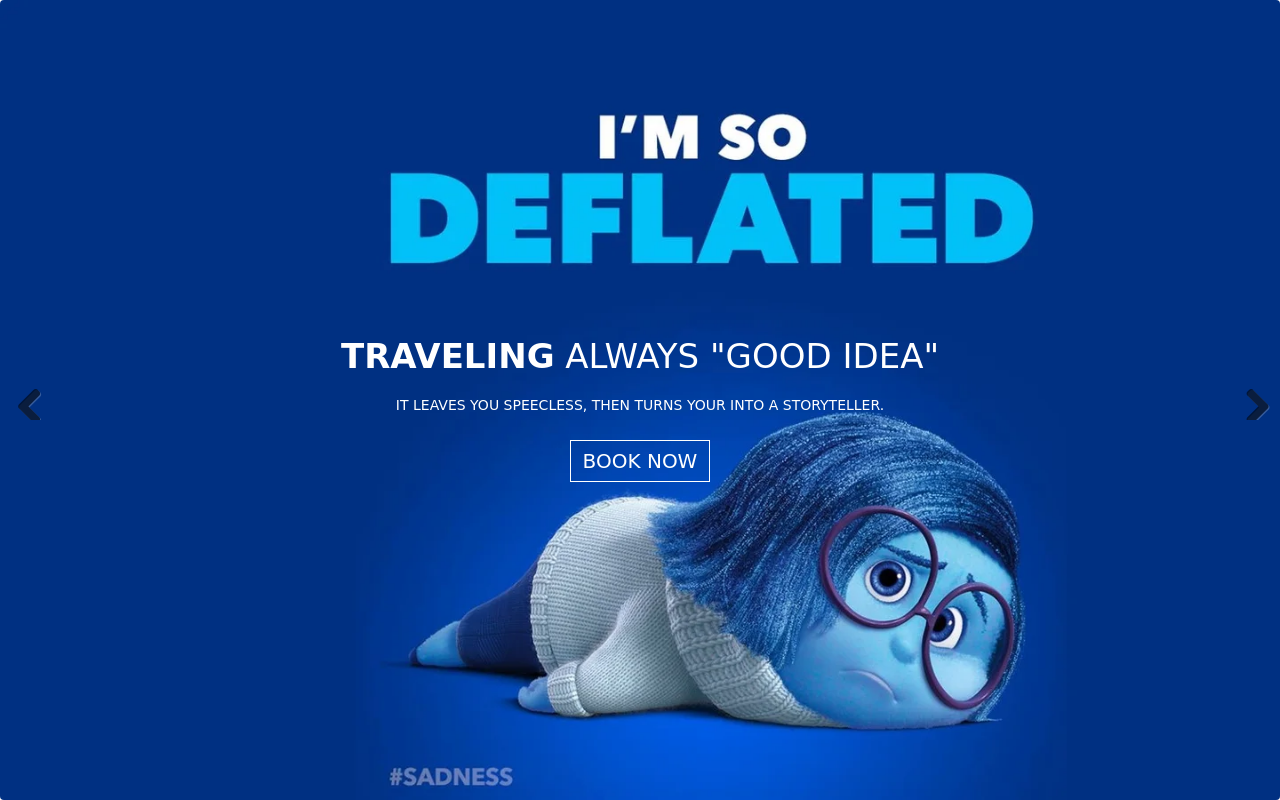 I'M SO
DEFLATED
TRAVELING ALWAYS "GOOD IDEA"
IT LEAVES YOU SPEECLESS, THEN TURNS YOUR INTO A STORYTELLER.
BOOK NOW
#SADNESS